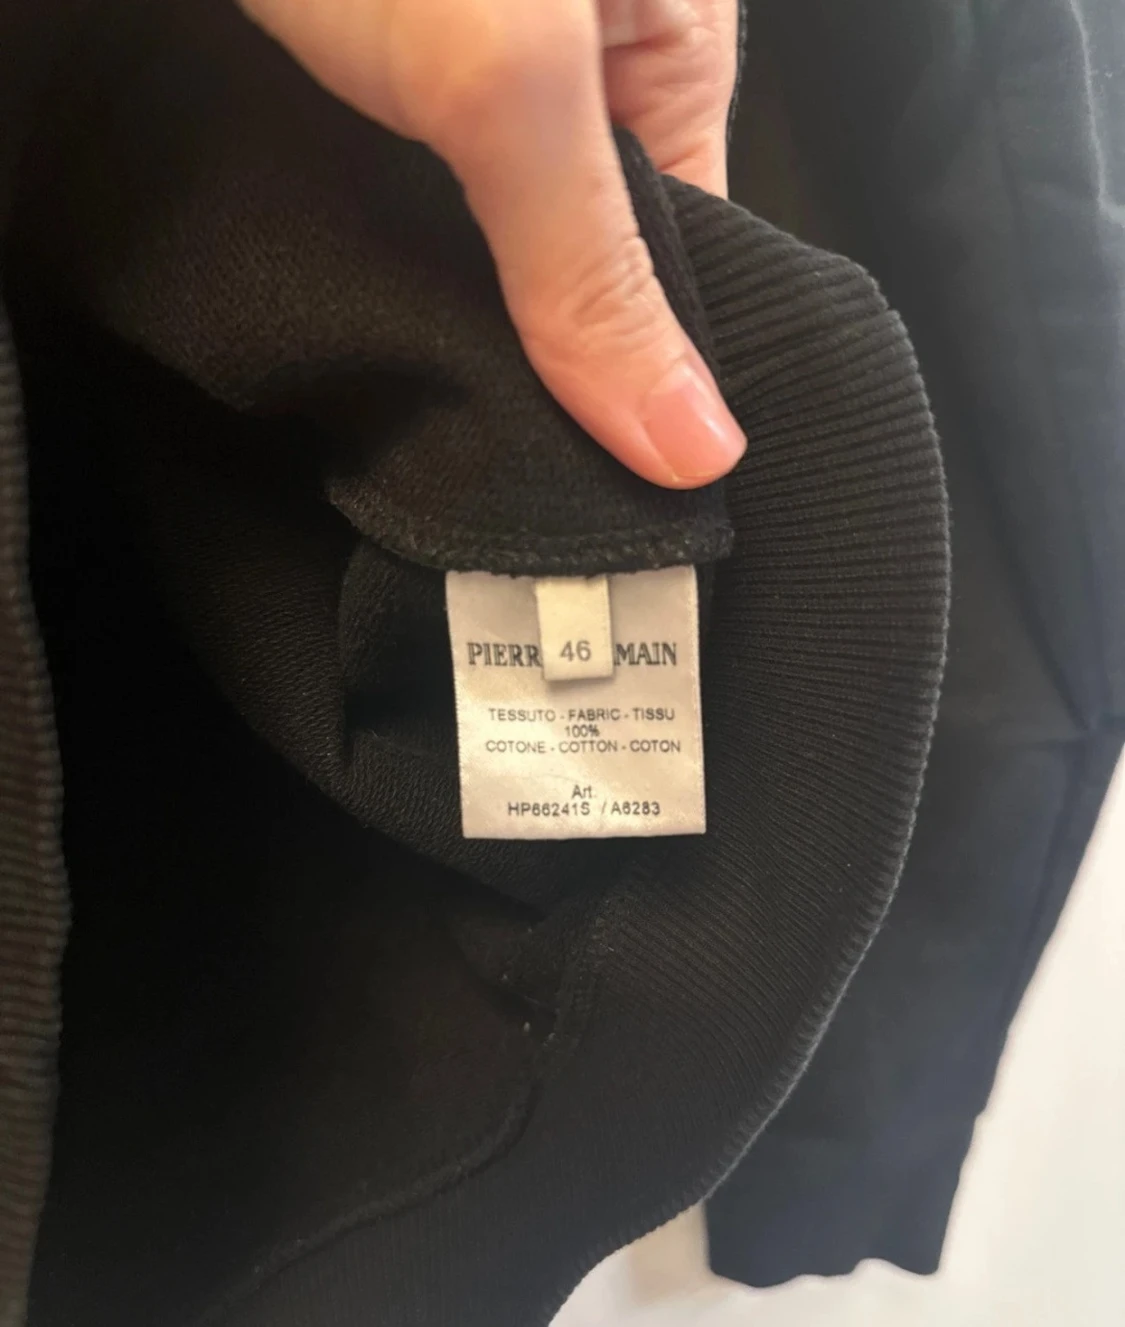 PIERR MAIN
46
TESSUTO - FABRIC - TISSU
100%
COTONE - COTTON - COTON
Art.
HP66241S / A6283